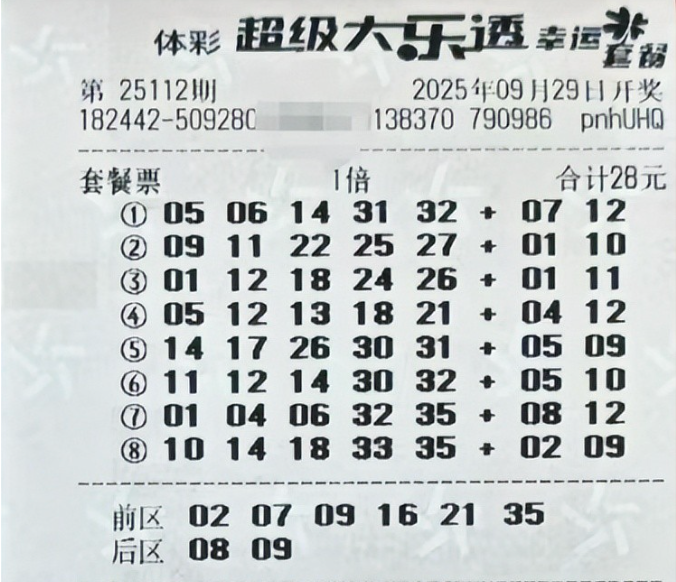 体彩 超级大乐透 幸运套餐
第 25112期 2025年09月29日开奖
182442-509280 138370 790986 pnhUHQ
套餐票 1倍 合计28元
① 05 06 14 31 32 + 07 12
② 09 11 22 25 27 + 01 10
③ 01 12 18 24 26 + 01 11
④ 05 12 13 18 21 + 04 12
⑤ 14 17 26 30 31 + 05 09
⑥ 11 12 14 30 32 + 05 10
⑦ 01 04 06 32 35 + 08 12
⑧ 10 14 18 33 35 + 02 09
前区 02 07 09 16 21 35
后区 08 09